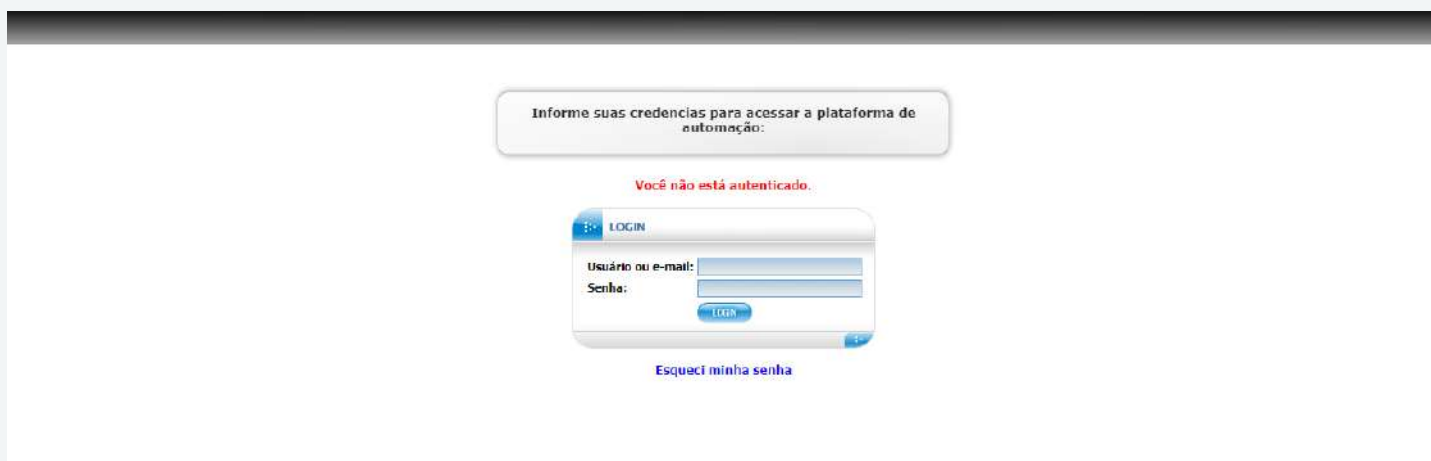 Informe suas credencias para acessar a plataforma de
automação:
Você não está autenticado.
LOGIN
Usuário ou e-mail:
Senha:
LOGIN
Esqueci minha senha